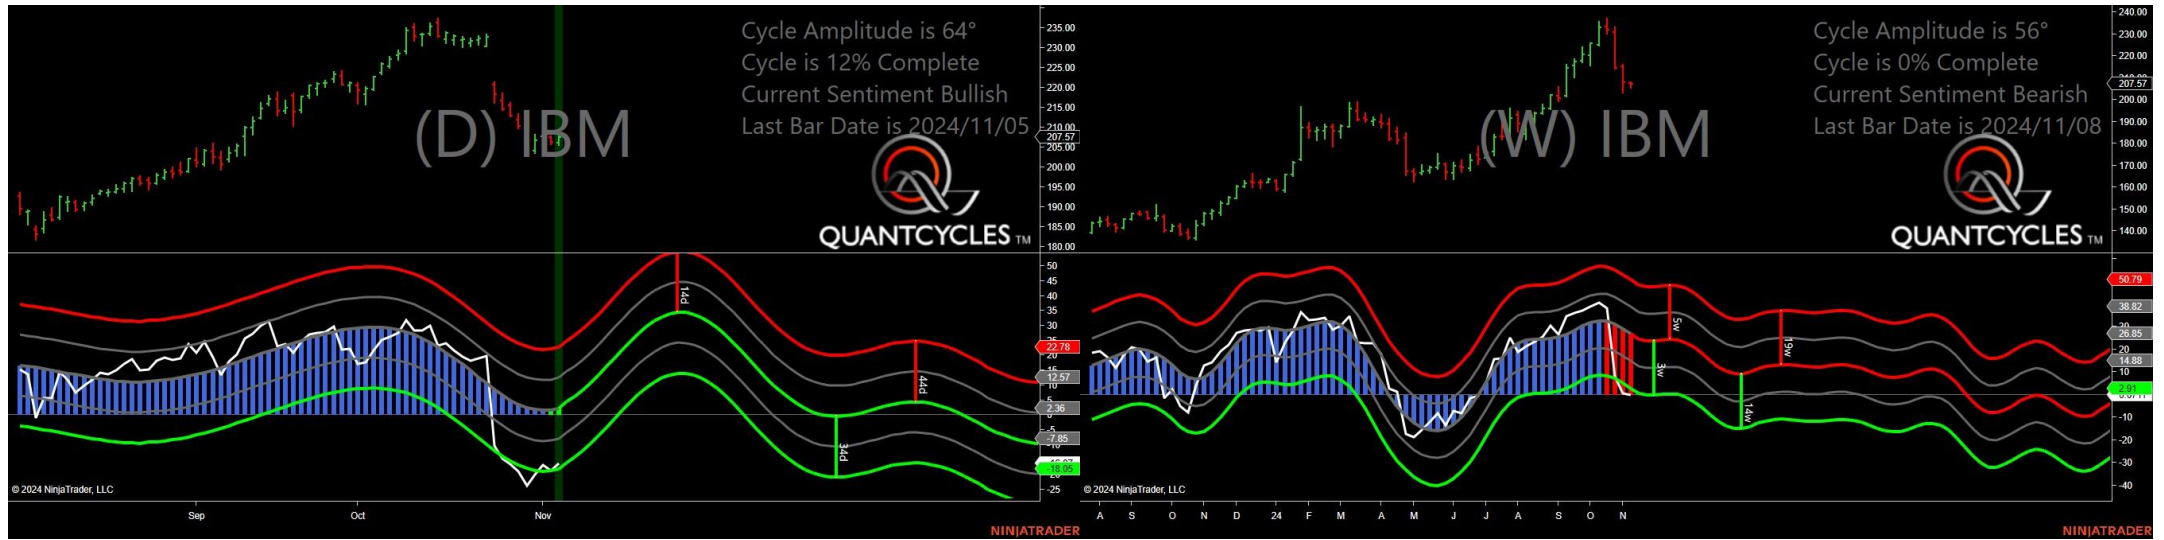 Cycle Amplitude is 64°
Cycle is 12% Complete
Current Sentiment Bullish
Last Bar Date is 2024/11/05
(D) IBM
QUANTCYCLES TM
235.00
230.00
225.00
220.00
215.00
210.00
207.57
205.00
200.00
195.00
190.00
185.00
180.00
50
45
40
35
30
25
22.78
20
15
12.57
5
2.36
-5
-7.85
-18.05
-25
14d
34d
44d
© 2024 NinjaTrader, LLC
Sep Oct Nov
NINJATRADER
Cycle Amplitude is 56°
Cycle is 0% Complete
Current Sentiment Bearish
Last Bar Date is 2024/11/08
(W) IBM
QUANTCYCLES TM
240.00
230.00
220.00
207.57
200.00
190.00
180.00
170.00
160.00
150.00
140.00
50.79
38.82
26.85
20
14.88
10
2.91
-10
-20
-30
-40
5w
3w
19w
14w
© 2024 NinjaTrader, LLC
A S O N D 24 F M A M J J A S O N
NINJATRADER